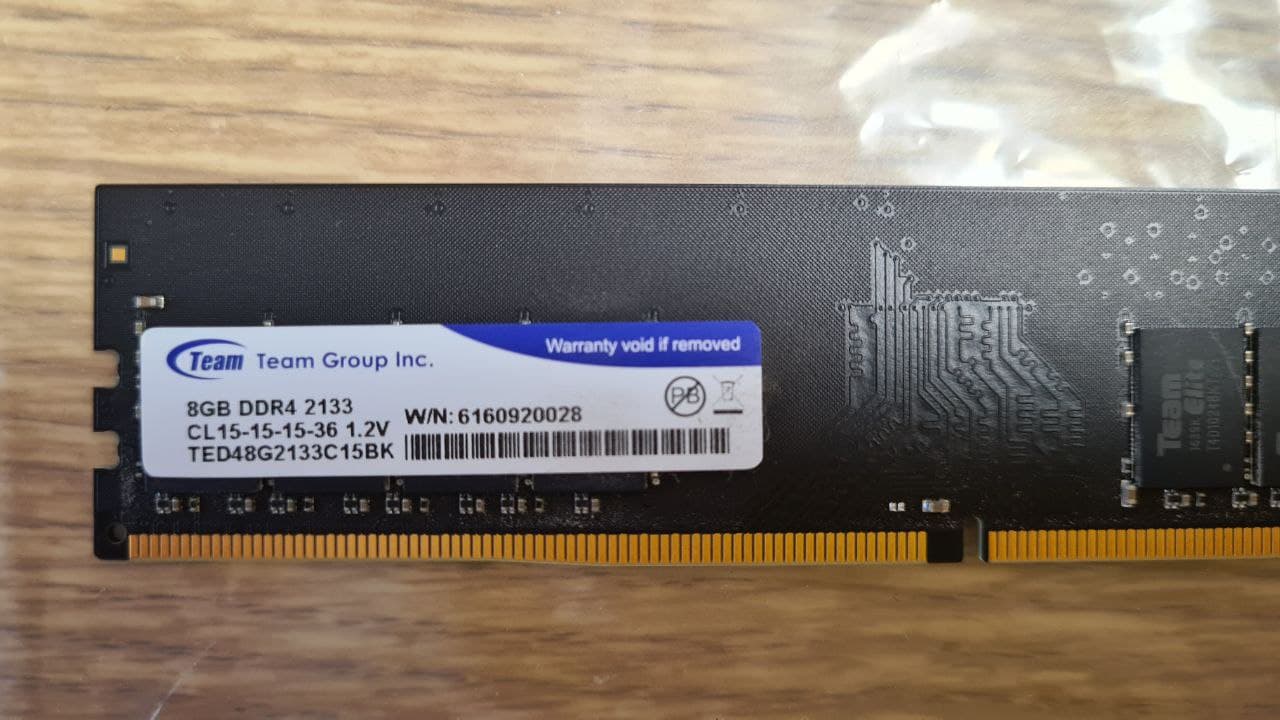 Team Team Group Inc.
Warranty void if removed
8GB DDR4 2133
CL15-15-15-36 1.2V
TED48G2133C15BK
W/N: 6160920028
PB
Team
Elite